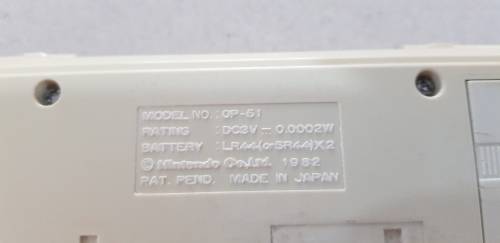 MODEL NO. : OP-51
RATING : DC3V ⎓ 0.0002W
BATTERY : LR44(or SR44)X2
© Nintendo Co., Ltd. 1982
PAT. PEND. MADE IN JAPAN